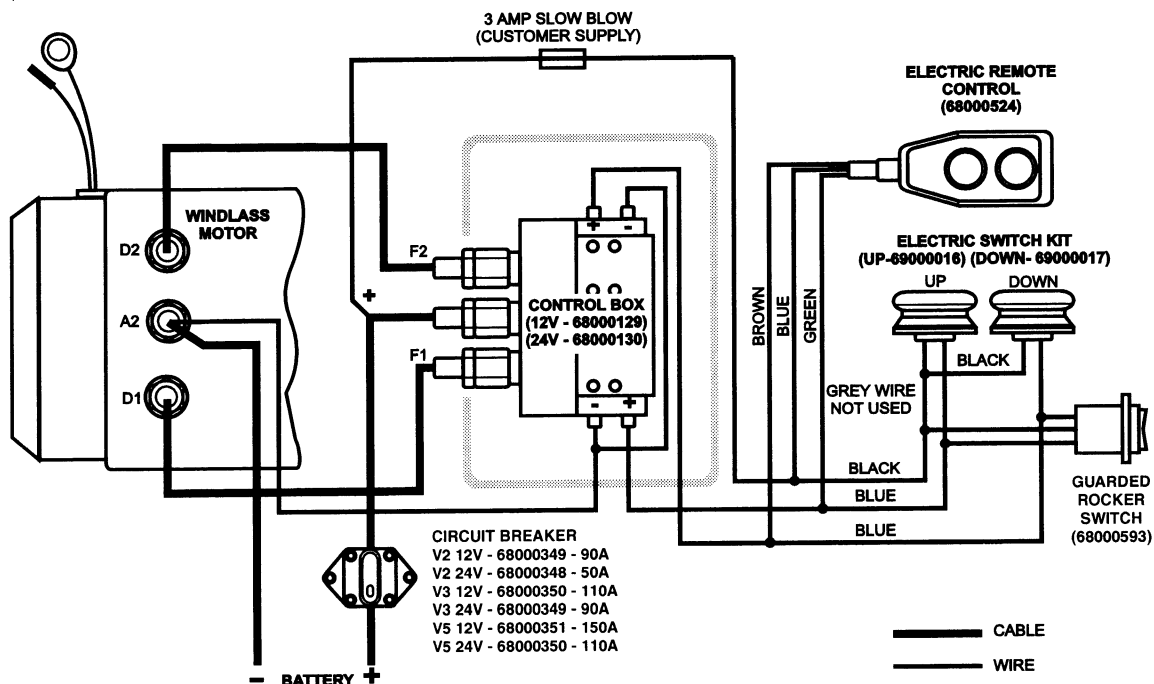 3 AMP SLOW BLOW
(CUSTOMER SUPPLY)
ELECTRIC REMOTE
CONTROL
(68000524)
WINDLASS
MOTOR
D2
A2
D1
F2
+
F1
+ -
CONTROL BOX
(12V - 68000129)
(24V - 68000130)
- +
BROWN
BLUE
GREEN
ELECTRIC SWITCH KIT
(UP-69000016) (DOWN- 69000017)
UP
DOWN
BLACK
GREY WIRE
NOT USED
BLACK
BLUE
BLUE
GUARDED
ROCKER
SWITCH
(68000593)
CIRCUIT BREAKER
V2 12V - 68000349 - 90A
V2 24V - 68000348 - 50A
V3 12V - 68000350 - 110A
V3 24V - 68000349 - 90A
V5 12V - 68000351 - 150A
V5 24V - 68000350 - 110A
0
- BATTERY +
CABLE
WIRE